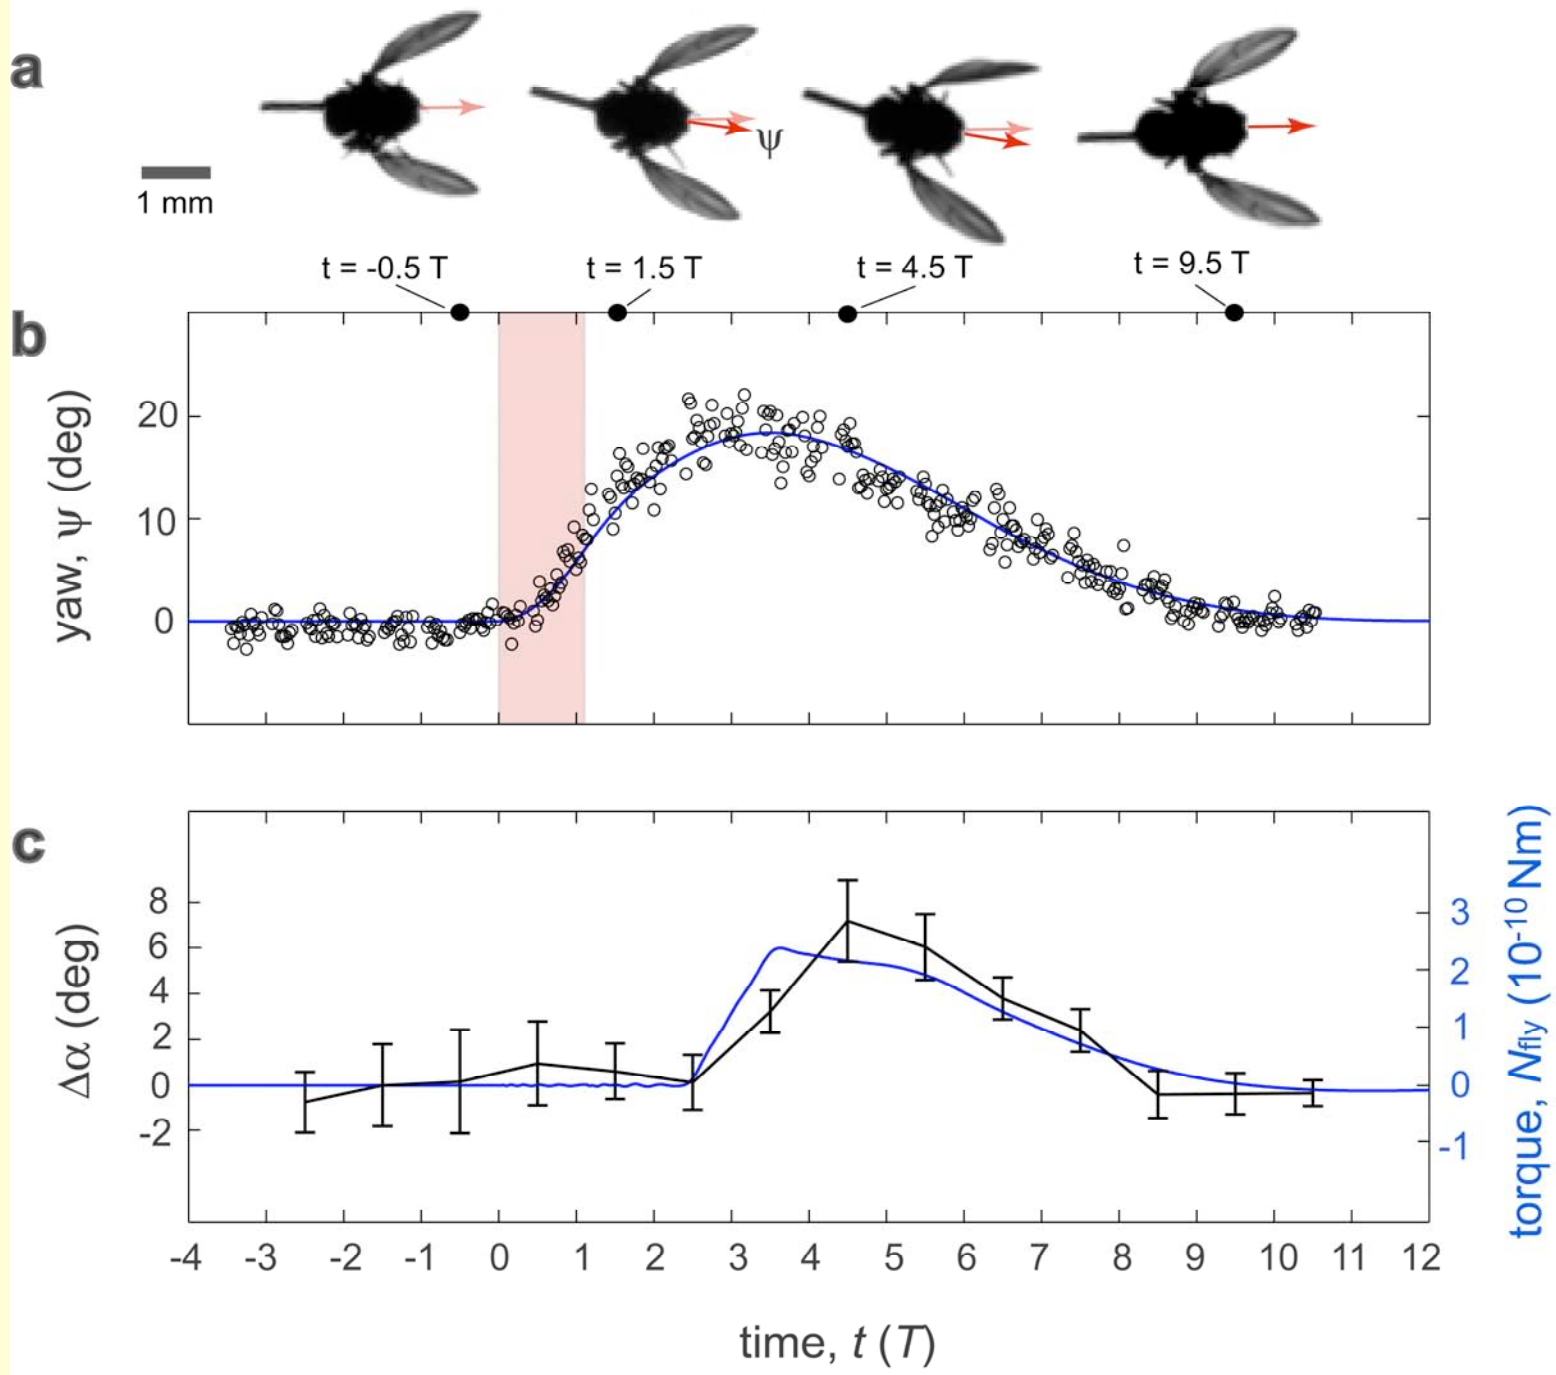 a
ψ
1 mm
t = -0.5 T
t = 1.5 T
t = 4.5 T
t = 9.5 T
b
yaw, ψ (deg)
20
10
0
c
Δα (deg)
8
6
4
2
0
-2
3
2
1
0
-1
torque, Nfly (10-10 Nm)
-4 -3 -2 -1 0 1 2 3 4 5 6 7 8 9 10 11 12
time, t (T)